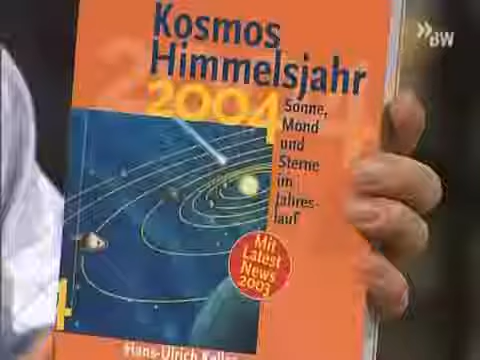 »BW
Kosmos
Himmelsjahr
2004
Sonne,
Mond
und
Sterne
im
Jahres-
lauf
Mit
Latest
News
2003
Hans-Ulrich Keller